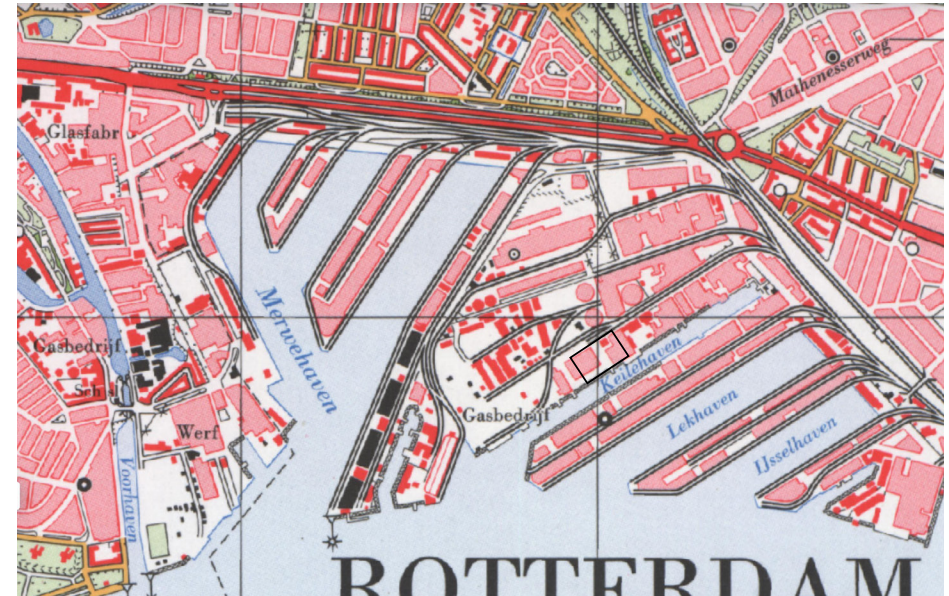 Mathenesserweg
Glasfabr
Merwehaven
Gasbedrijf
Keilehaven
Sch
Gasbedrijf
Lekhaven
Werf
IJsselhaven
Voorhaven
ROTTERDAM